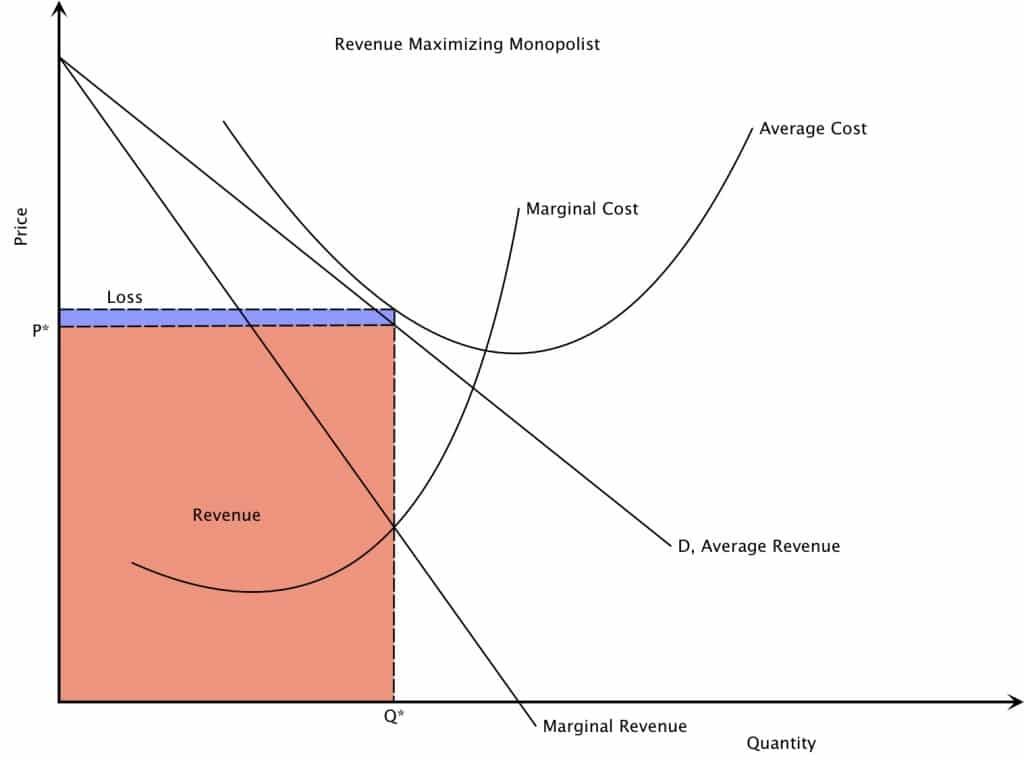 Revenue Maximizing Monopolist
Average Cost
Marginal Cost
Price
Loss
P*
Revenue
D, Average Revenue
Q*
Marginal Revenue
Quantity